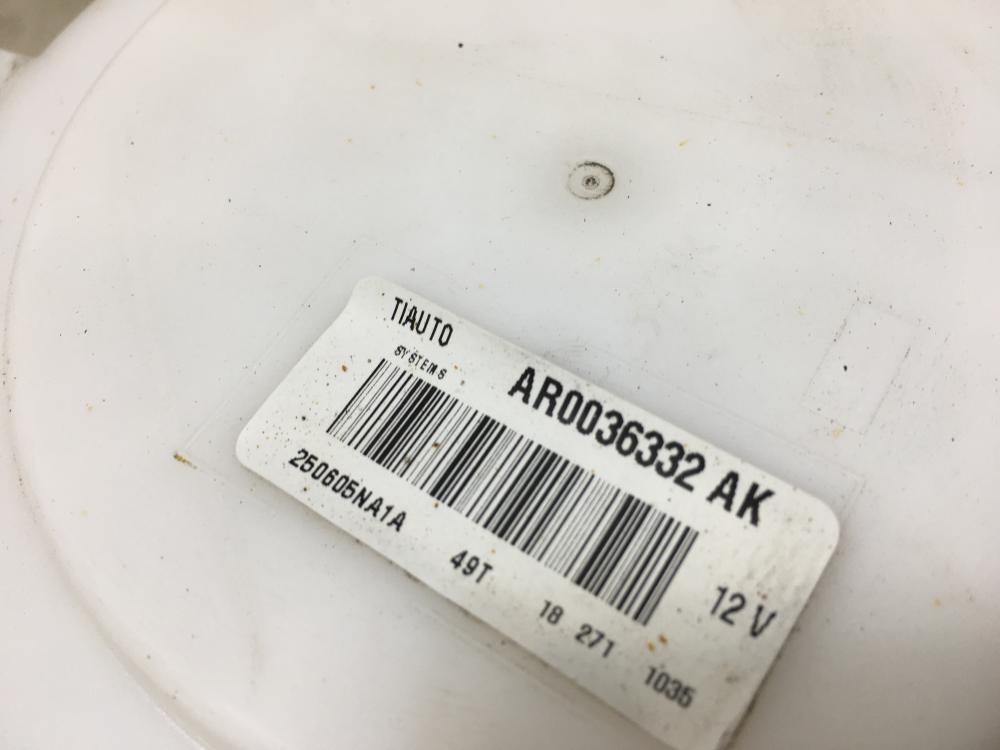 TIAUTO
SYSTEMS
AR0036332 AK
250605NA1A
49T
18 271 1035
12 V